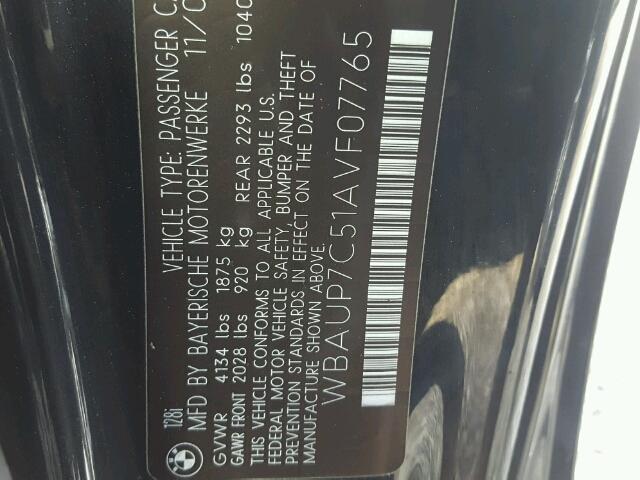 128i VEHICLE TYPE: PASSENGER C
MFD BY BAYERISCHE MOTORENWERKE 11/0
GVWR 4134 lbs 1875 kg
GAWR FRONT 2028 lbs 920 kg REAR 2293 lbs 1040
THIS VEHICLE CONFORMS TO ALL APPLICABLE U.S.
FEDERAL MOTOR VEHICLE SAFETY, BUMPER AND THEFT
PREVENTION STANDARDS IN EFFECT ON THE DATE OF
MANUFACTURE SHOWN ABOVE.
WBAUP7C51AVF07765